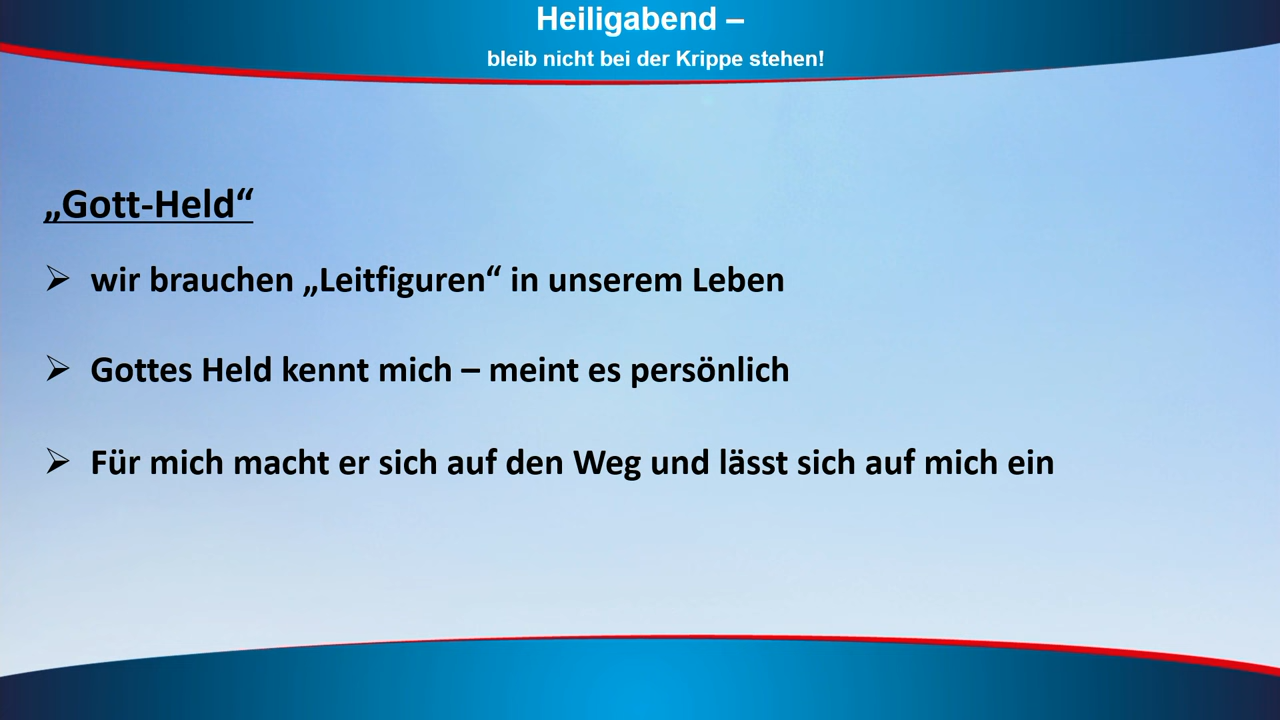 Heiligabend –
bleib nicht bei der Krippe stehen!
„Gott-Held“
➢ wir brauchen „Leitfiguren“ in unserem Leben
➢ Gottes Held kennt mich – meint es persönlich
➢ Für mich macht er sich auf den Weg und lässt sich auf mich ein